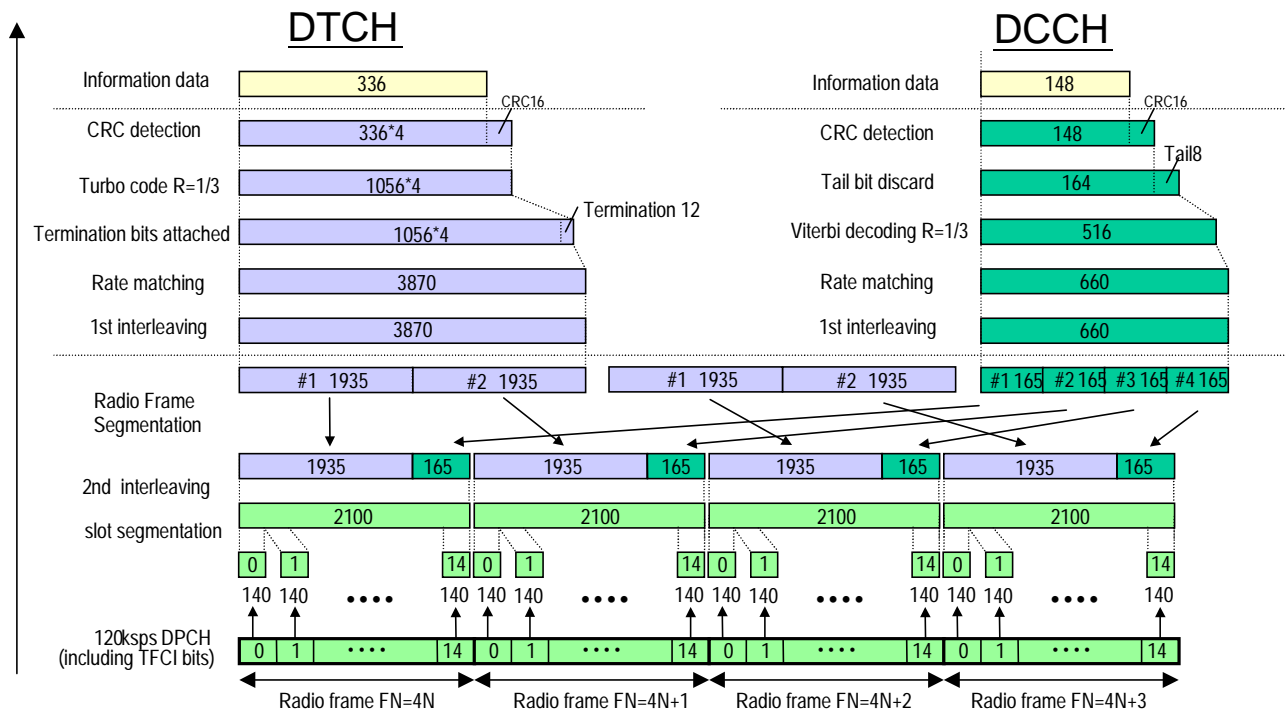 DTCH
DCCH
Information data
336
Information data
148
CRC16
CRC16
CRC detection
336*4
CRC detection
148
Tail8
Turbo code R=1/3
1056*4
Tail bit discard
164
Termination 12
Termination bits attached
1056*4
Viterbi decoding R=1/3
516
Rate matching
3870
Rate matching
660
1st interleaving
3870
1st interleaving
660
#1 1935
#2 1935
#1 1935
#2 1935
#1 165
#2 165
#3 165
#4 165
Radio Frame
Segmentation
1935
165
1935
165
1935
165
1935
165
2nd interleaving
2100
2100
2100
2100
slot segmentation
0 1 14 0 1 14 0 1 14 0 1 14
140 140 •••• 140 140 140 •••• 140 140 140 •••• 140 140 140 •••• 140
120ksps DPCH
(including TFCI bits)
0 1 •••• 14 0 1 •••• 14 0 1 •••• 14 0 1 •••• 14
Radio frame FN=4N
Radio frame FN=4N+1
Radio frame FN=4N+2
Radio frame FN=4N+3